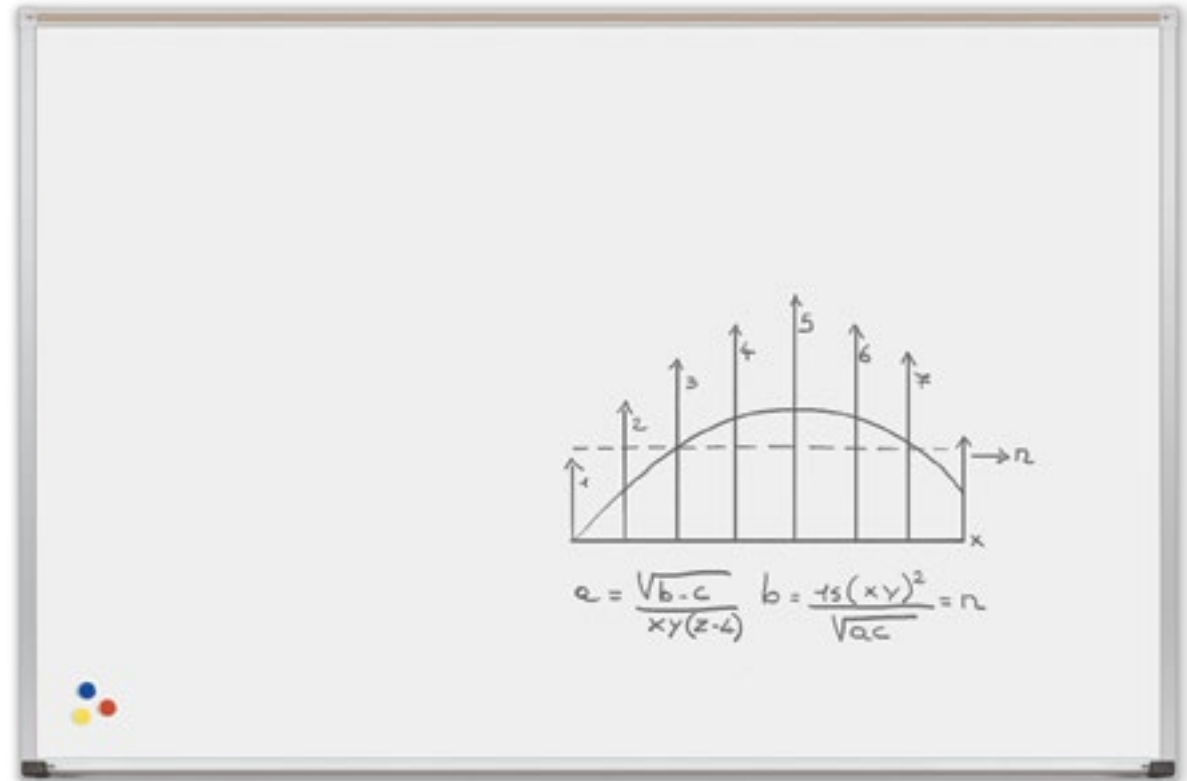 5
4
6
3
7
2
n
1
x
a = √b-c / xy(z-4) b = 15(xy)² / √ac = n